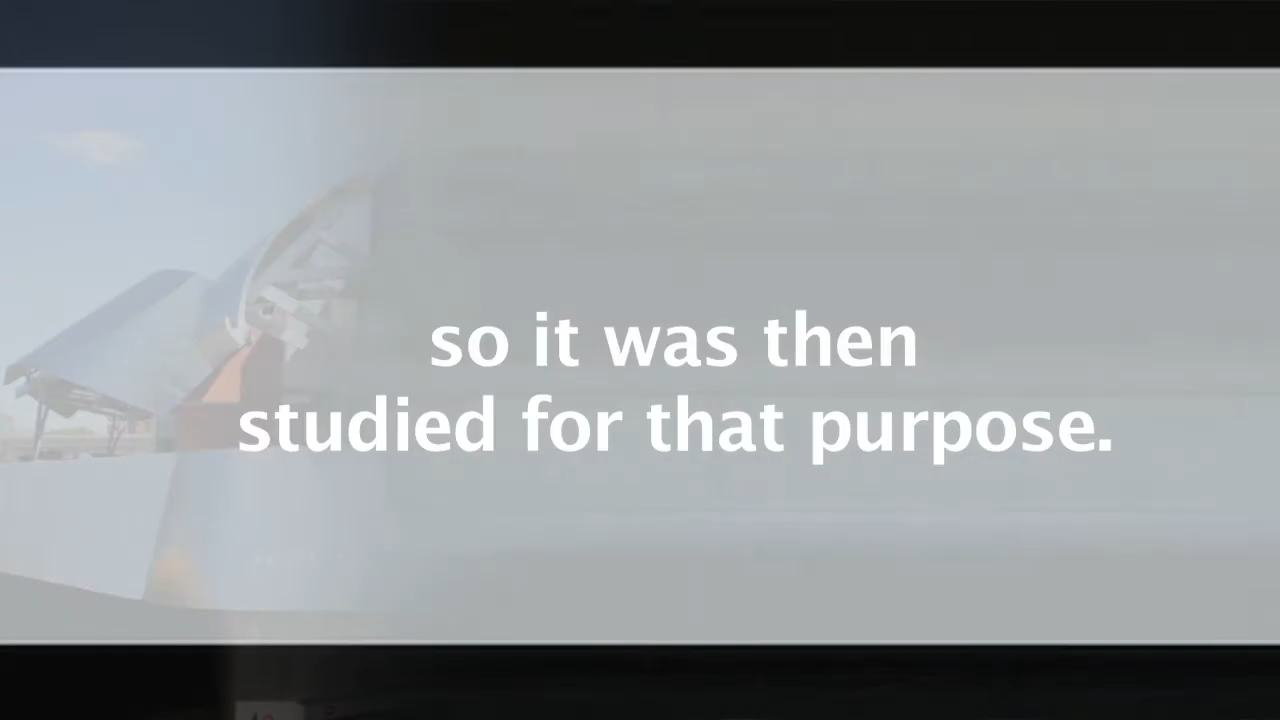 so it was then
studied for that purpose.